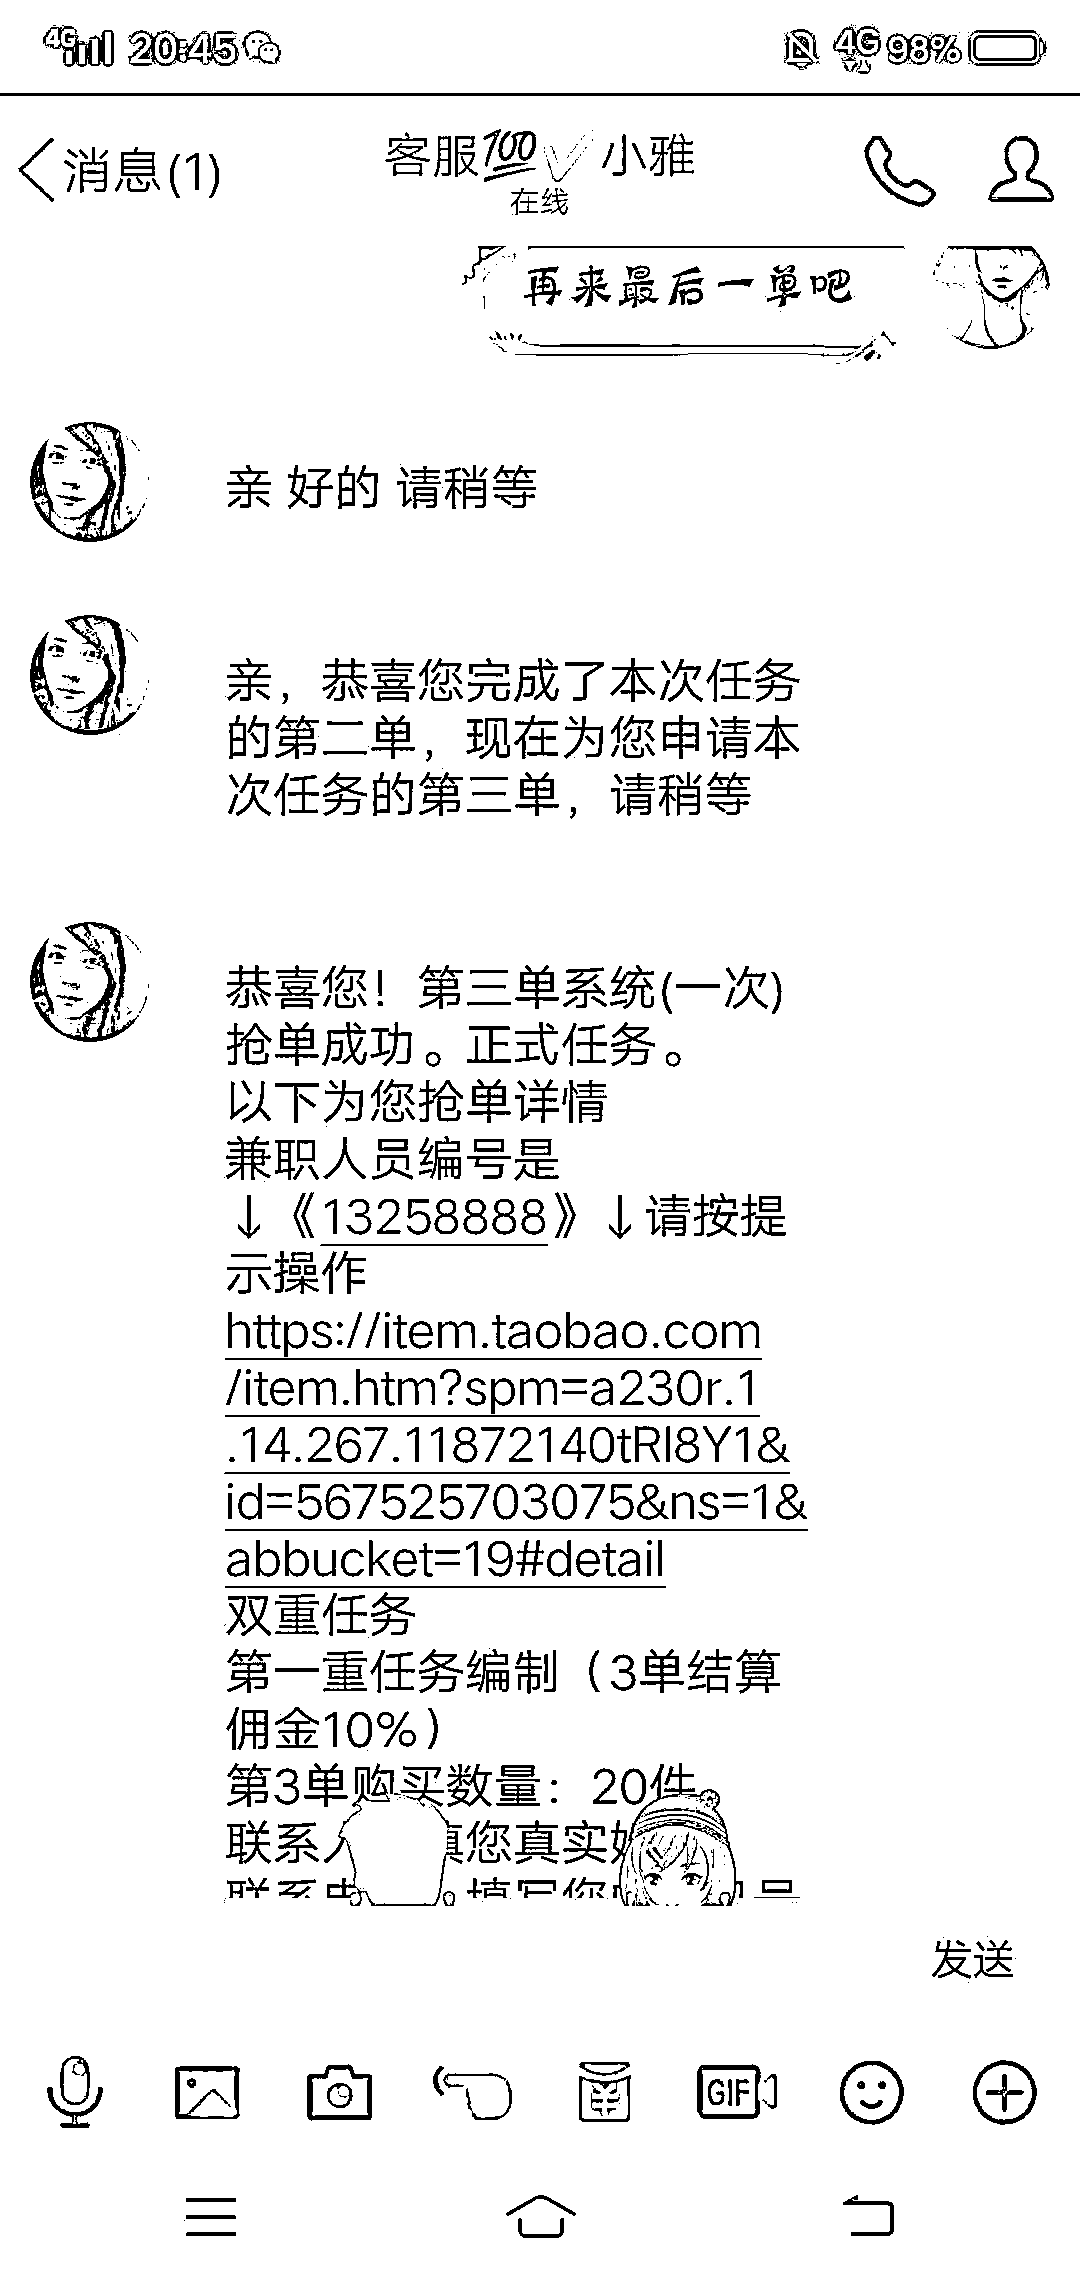 4G 20:45 4G 98%
消息(1) 客服💯✓小雅
在线
再来最后一单吧
亲 好的 请稍等
亲，恭喜您完成了本次任务
的第二单，现在为您申请本
次任务的第三单，请稍等
恭喜您！第三单系统(一次)
抢单成功。正式任务。
以下为您抢单详情
兼职人员编号是
↓《13258888》↓请按提
示操作
https://item.taobao.com
/item.htm?spm=a230r.1
.14.267.11872140tRl8Y1&
id=567525703075&ns=1&
abbucket=19#detail
双重任务
第一重任务编制（3单结算
佣金10%）
第3单购买数量：20件
联系 您真实
联系 填写您
发送
GIF